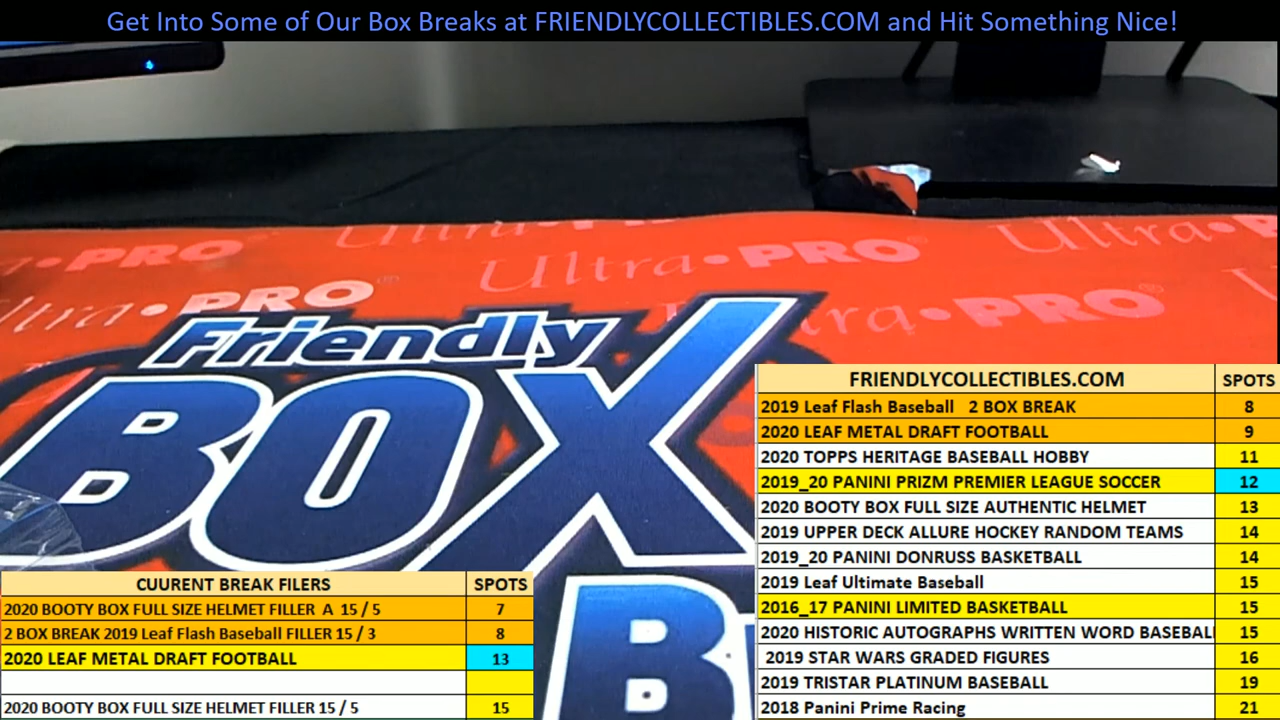 Get Into Some of Our Box Breaks at FRIENDLYCOLLECTIBLES.COM and Hit Something Nice!
Ultra PRO
Ultra•PRO
Ultra•PRO
Friendly
BOX
FRIENDLYCOLLECTIBLES.COM SPOTS
2019 Leaf Flash Baseball 2 BOX BREAK 8
2020 LEAF METAL DRAFT FOOTBALL 9
2020 TOPPS HERITAGE BASEBALL HOBBY 11
2019_20 PANINI PRIZM PREMIER LEAGUE SOCCER 12
2020 BOOTY BOX FULL SIZE AUTHENTIC HELMET 13
2019 UPPER DECK ALLURE HOCKEY RANDOM TEAMS 14
2019_20 PANINI DONRUSS BASKETBALL 14
2019 Leaf Ultimate Baseball 15
2016_17 PANINI LIMITED BASKETBALL 15
2020 HISTORIC AUTOGRAPHS WRITTEN WORD BASEBAL 15
2019 STAR WARS GRADED FIGURES 16
2019 TRISTAR PLATINUM BASEBALL 19
2018 Panini Prime Racing 21
CUURENT BREAK FILERS SPOTS
2020 BOOTY BOX FULL SIZE HELMET FILLER A 15 / 5 7
2 BOX BREAK 2019 Leaf Flash Baseball FILLER 15 / 3 8
2020 LEAF METAL DRAFT FOOTBALL 13
2020 BOOTY BOX FULL SIZE HELMET FILLER 15 / 5 15